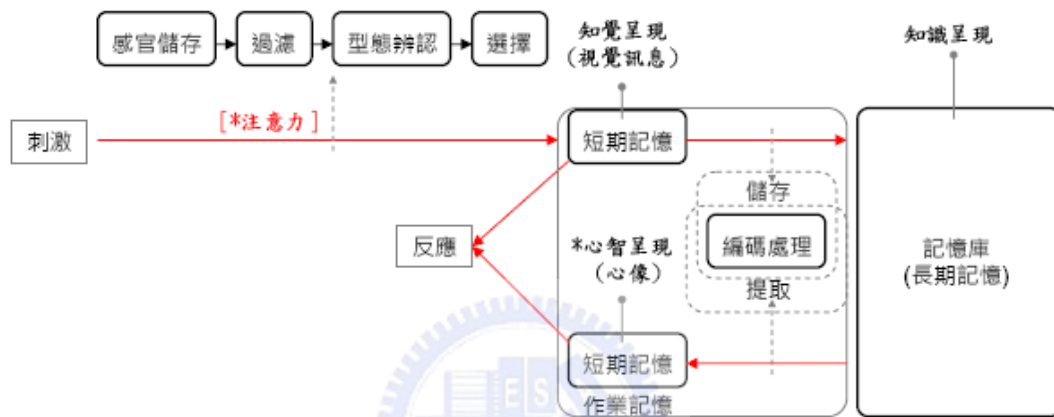 感官儲存
過濾
型態辨認
選擇
知覺呈現
(視覺訊息)
知識呈現
[*注意力]
刺激
短期記憶
儲存
編碼處理
提取
反應
*心智呈現
(心像)
記憶庫
(長期記憶)
短期記憶
作業記憶
ES